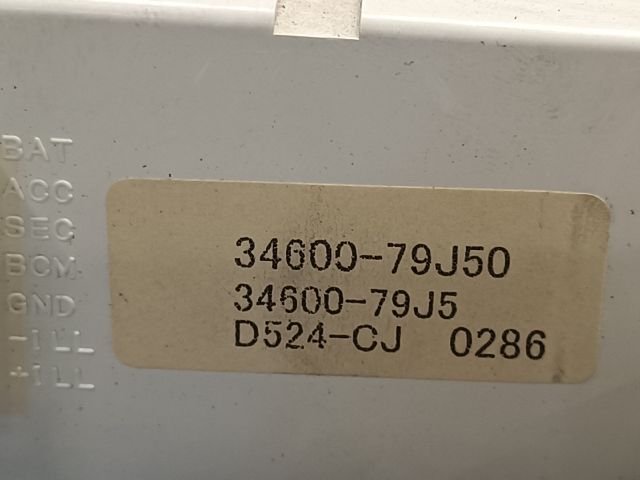 BAT
ACC
SEC
BCM
GND
-ILL
+ILL
34600-79J50
34600-79J5
D524-CJ 0286